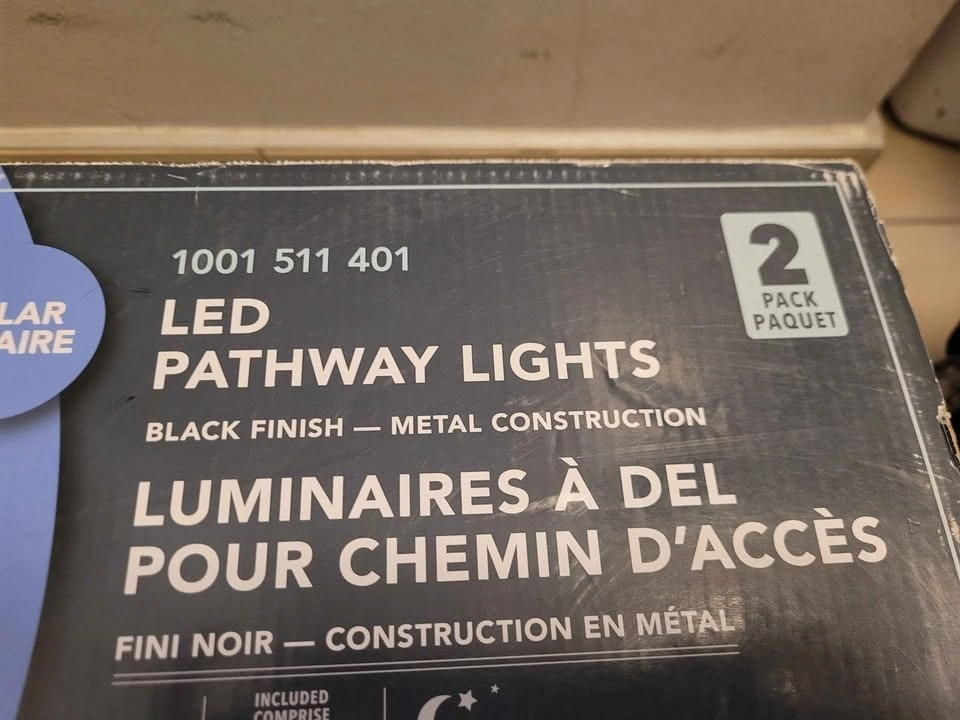 1001 511 401
LED
PATHWAY LIGHTS
BLACK FINISH — METAL CONSTRUCTION
LUMINAIRES À DEL
POUR CHEMIN D'ACCÈS
FINI NOIR — CONSTRUCTION EN MÉTAL
2
PACK
PAQUET
LAR
AIRE
INCLUDED
COMPRISE